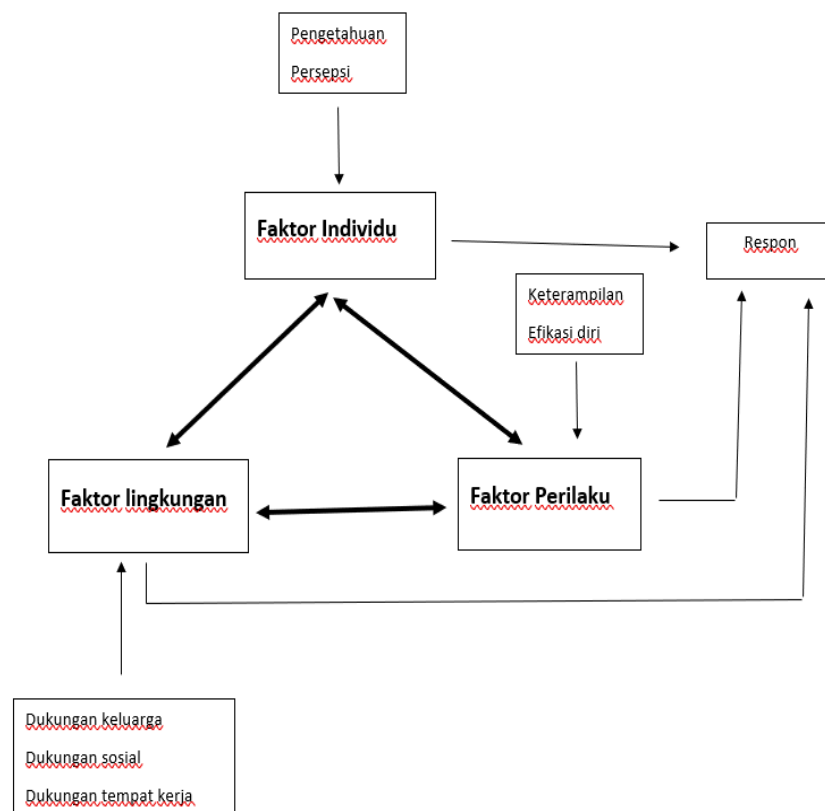 Pengetahuan
Persepsi
Faktor Individu
Respon
Keterampilan
Efikasi diri
Faktor lingkungan
Faktor Perilaku
Dukungan keluarga
Dukungan sosial
Dukungan tempat kerja